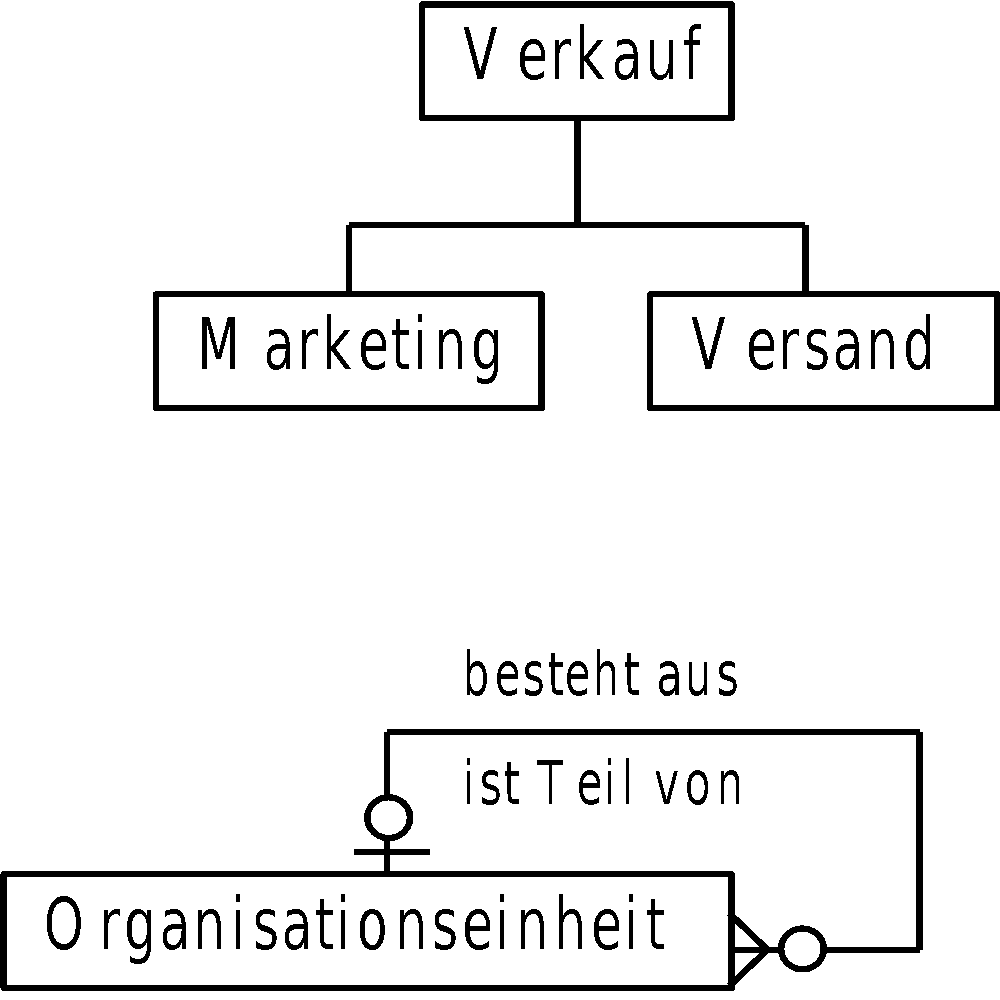 Verkauf
Marketing Versand
besteht aus
ist Teil von
Organisationseinheit